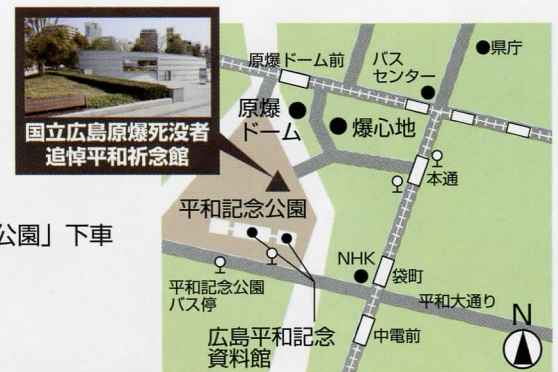 国立広島原爆死没者
追悼平和祈念館
公園」下車
原爆ドーム前
バス
センター
県庁
原爆
ドーム
爆心地
本通
平和記念公園
NHK
袋町
平和記念公園
バス停
平和大通り
広島平和記念
資料館
中電前
N